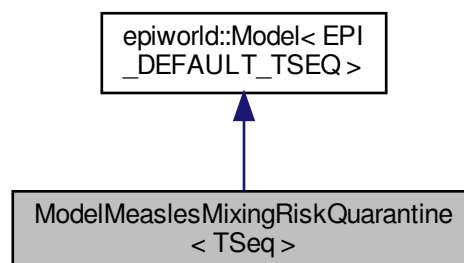 epiworld::Model< EPI
_DEFAULT_TSEQ >
ModelMeaslesMixingRiskQuarantine
< TSeq >